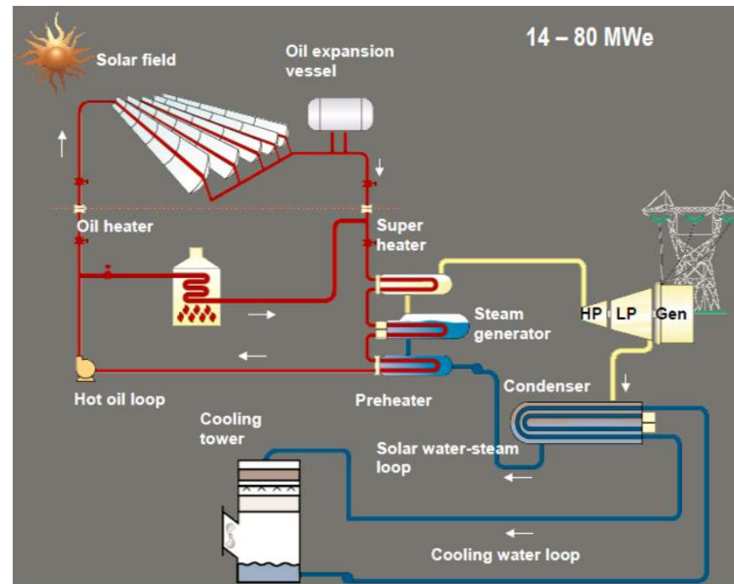 14 – 80 MWe
Oil expansion
vessel
Solar field
Oil heater
Super
heater
HP LP Gen
Steam
generator
Condenser
Hot oil loop
Preheater
Cooling
tower
Solar water-steam
loop
Cooling water loop